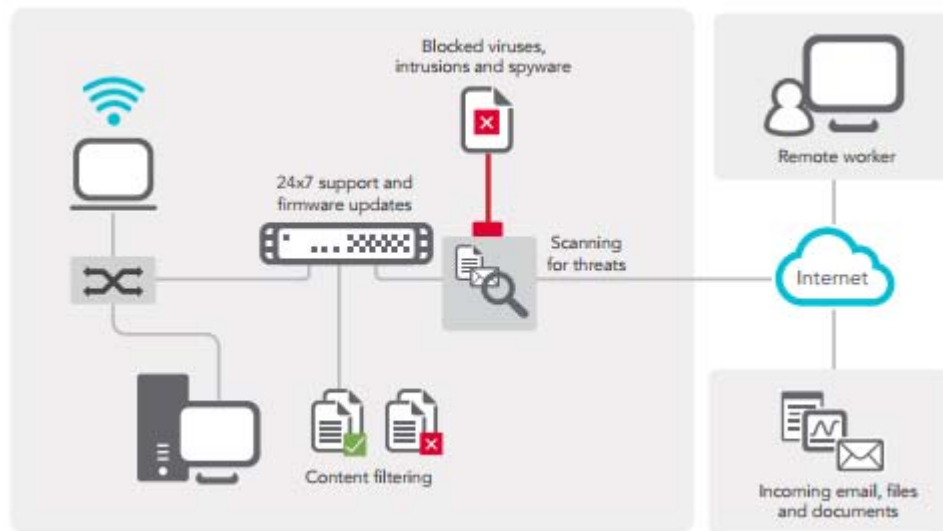 Blocked viruses,
intrusions and spyware
24x7 support and
firmware updates
Scanning
for threats
Content filtering
Remote worker
Internet
Incoming email, files
and documents